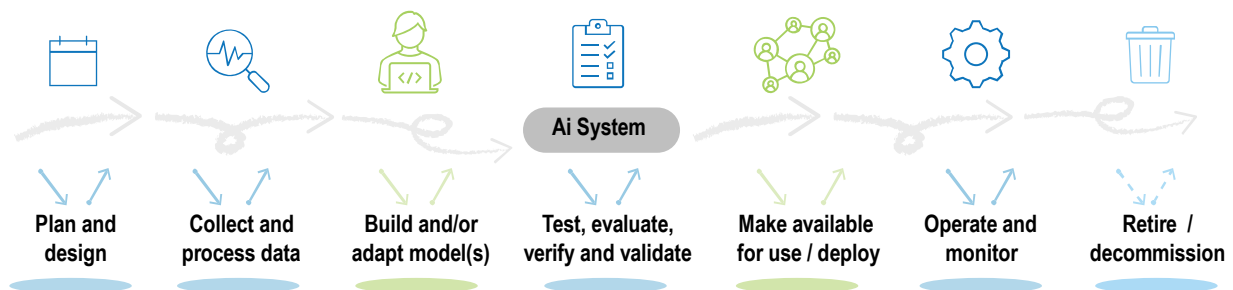 </>
Ai System
Plan and
design
Collect and
process data
Build and/or
adapt model(s)
Test, evaluate,
verify and validate
Make available
for use / deploy
Operate and
monitor
Retire /
decommission